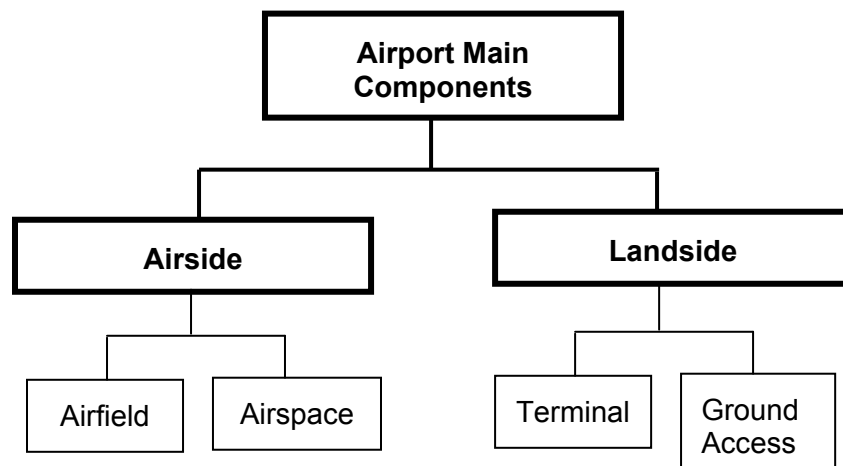 Airport Main
Components
Airside
Landside
Airfield
Airspace
Terminal
Ground
Access